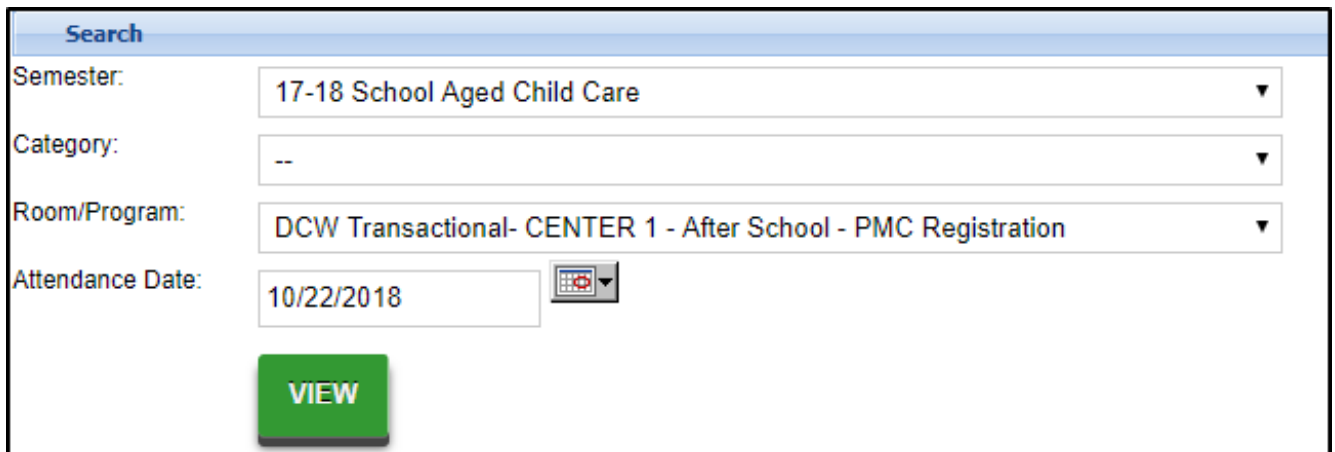 Search
Semester:
17-18 School Aged Child Care
Category:
--
Room/Program:
DCW Transactional- CENTER 1 - After School - PMC Registration
Attendance Date:
10/22/2018
VIEW